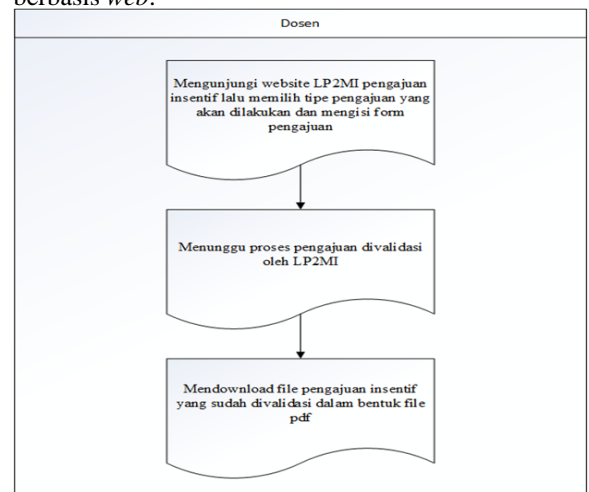 berbasis web.
Dosen
Mengunjungi website LP2MI pengajuan
insentif lalu memilih tipe pengajuan yang
akan dilakukan dan mengisi form
pengajuan
Menunggu proses pengajuan divalidasi
oleh LP2MI
Mendownload file pengajuan insentif
yang sudah divalidasi dalam bentuk file
pdf